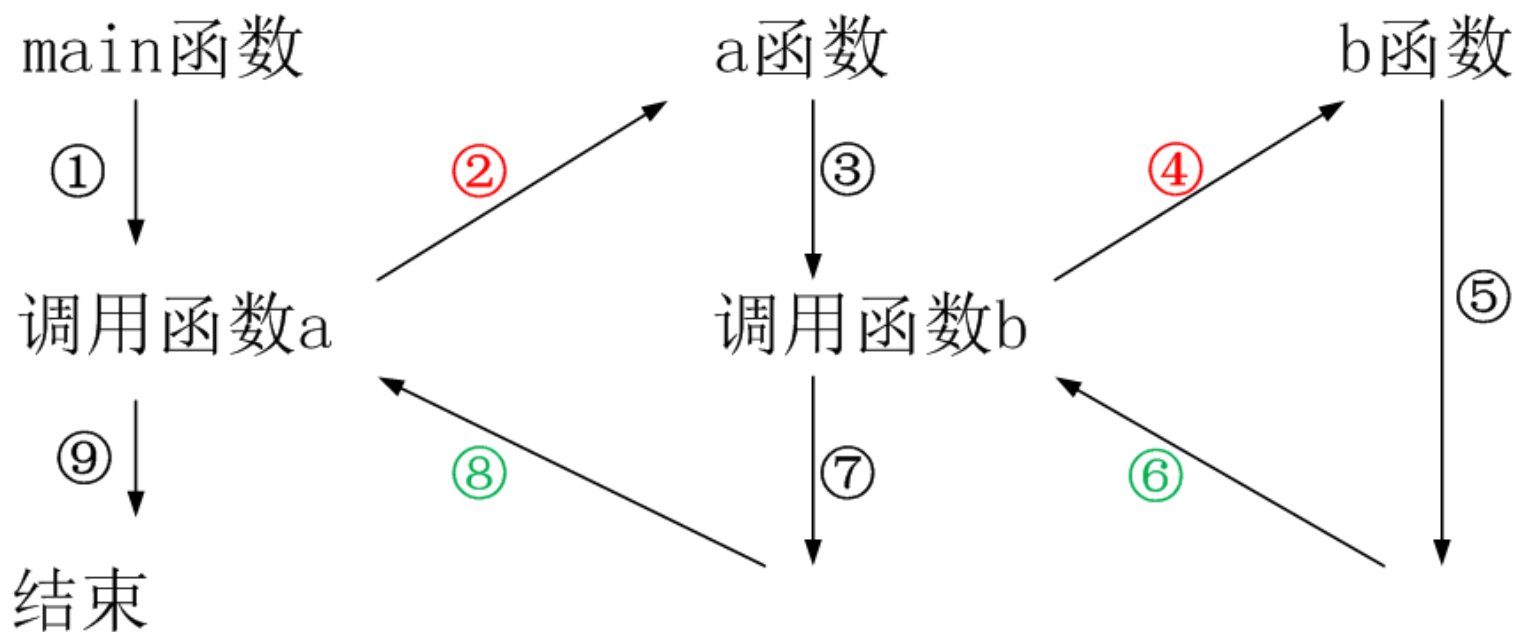 main函数 a函数 b函数
① ② ③ ④
调用函数a 调用函数b ⑤
⑨ ⑧ ⑦ ⑥
结束